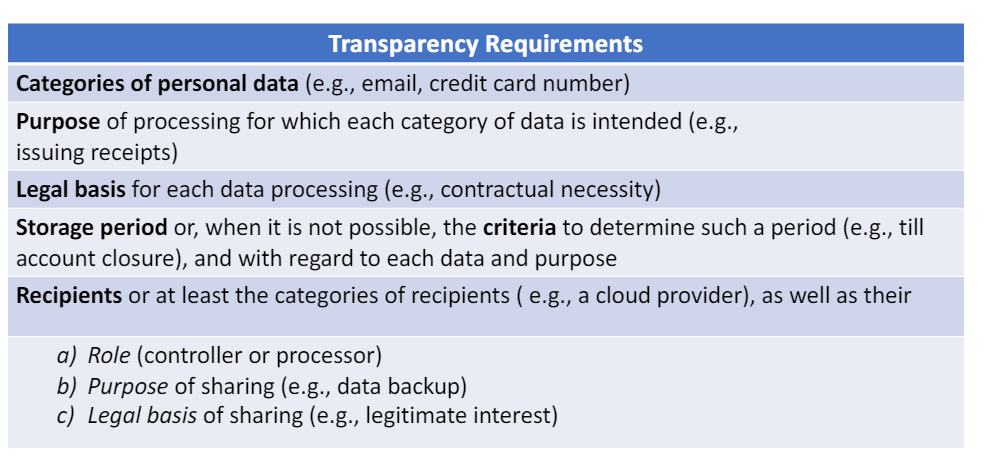 Transparency Requirements
Categories of personal data (e.g., email, credit card number)
Purpose of processing for which each category of data is intended (e.g.,
issuing receipts)
Legal basis for each data processing (e.g., contractual necessity)
Storage period or, when it is not possible, the criteria to determine such a period (e.g., till
account closure), and with regard to each data and purpose
Recipients or at least the categories of recipients ( e.g., a cloud provider), as well as their
a) Role (controller or processor)
b) Purpose of sharing (e.g., data backup)
c) Legal basis of sharing (e.g., legitimate interest)